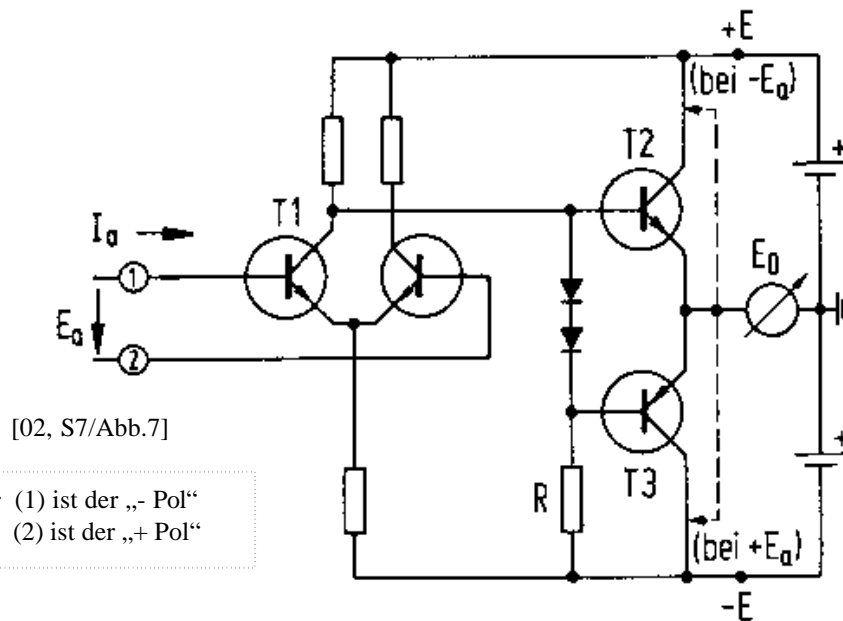 +E
(bei -Ea)
+
T2
T1
Ia
1
E0
Ea
2
[02, S7/Abb.7]
+
T3
(1) ist der „- Pol“
R
(2) ist der „+ Pol“
(bei +Ea)
-E